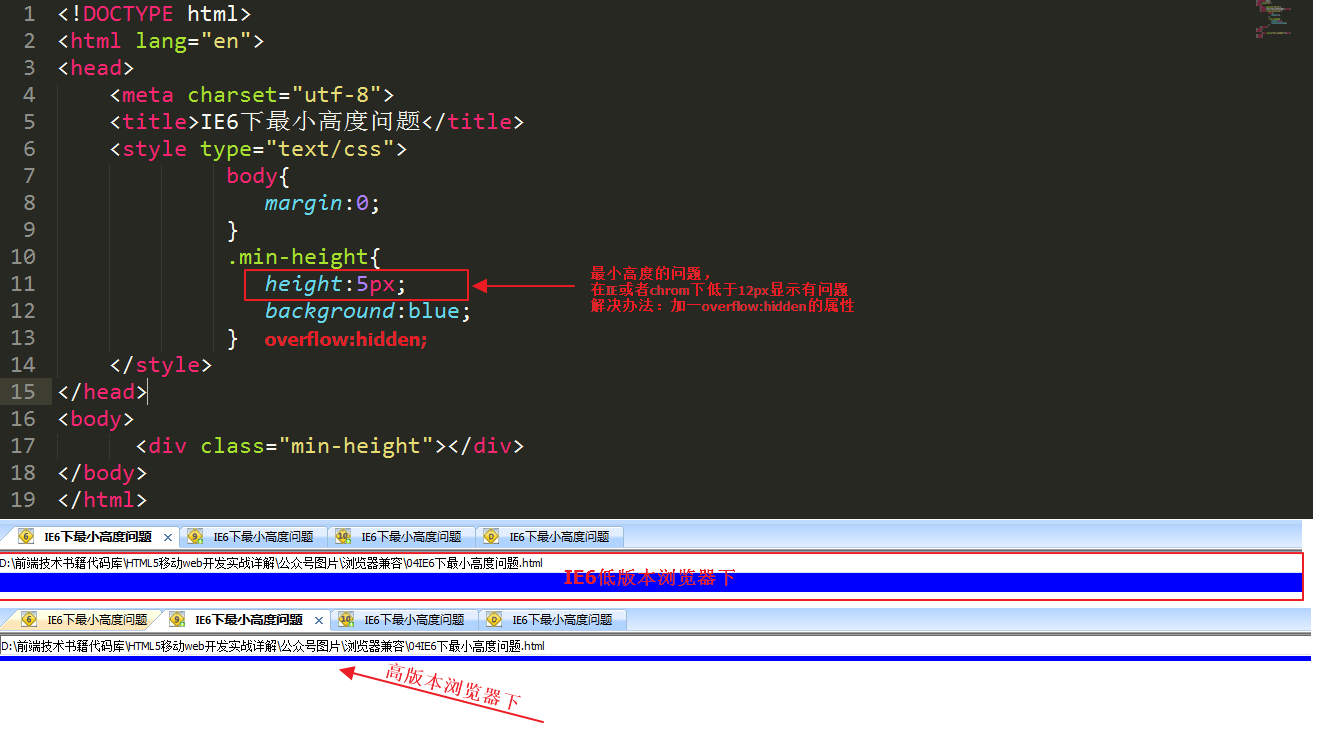 1 <!DOCTYPE html>
2 <html lang="en">
3 <head>
4 <meta charset="utf-8">
5 <title>IE6下最小高度问题</title>
6 <style type="text/css">
7 body{
8 margin:0;
9 }
10 .min-height{
11 height:5px;
最小高度的问题，
在IE或者chrom下低于12px显示有问题
解决办法：加一overflow:hidden的属性
12 background:blue;
13 } overflow:hidden;
14 </style>
15 </head>
16 <body>
17 <div class="min-height"></div>
18 </body>
19 </html>
6 IE6下最小高度问题 × 9 IE6下最小高度问题 10 IE6下最小高度问题 D IE6下最小高度问题
D:\前端技术书籍代码库\HTML5移动web开发实战详解\公众号图片\浏览器兼容\04IE6下最小高度问题.html
IE6低版本浏览器下
6 IE6下最小高度问题 9 IE6下最小高度问题 × 10 IE6下最小高度问题 D IE6下最小高度问题
D:\前端技术书籍代码库\HTML5移动web开发实战详解\公众号图片\浏览器兼容\04IE6下最小高度问题.html
高版本浏览器下